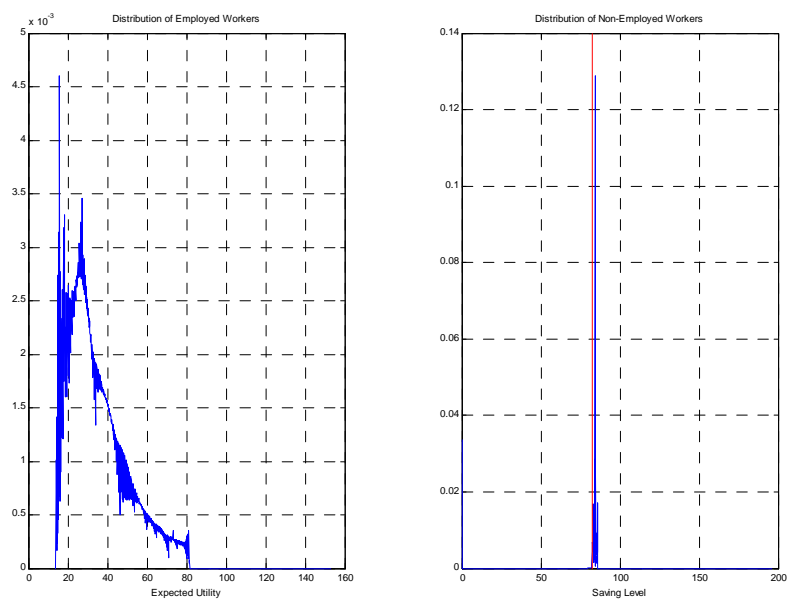 Distribution of Employed Workers
x 10^-3
5
4.5
4
3.5
3
2.5
2
1.5
1
0.5
0
0 20 40 60 80 100 120 140 160
Expected Utility
Distribution of Non-Employed Workers
0.14
0.12
0.1
0.08
0.06
0.04
0.02
0
0 50 100 150 200
Saving Level